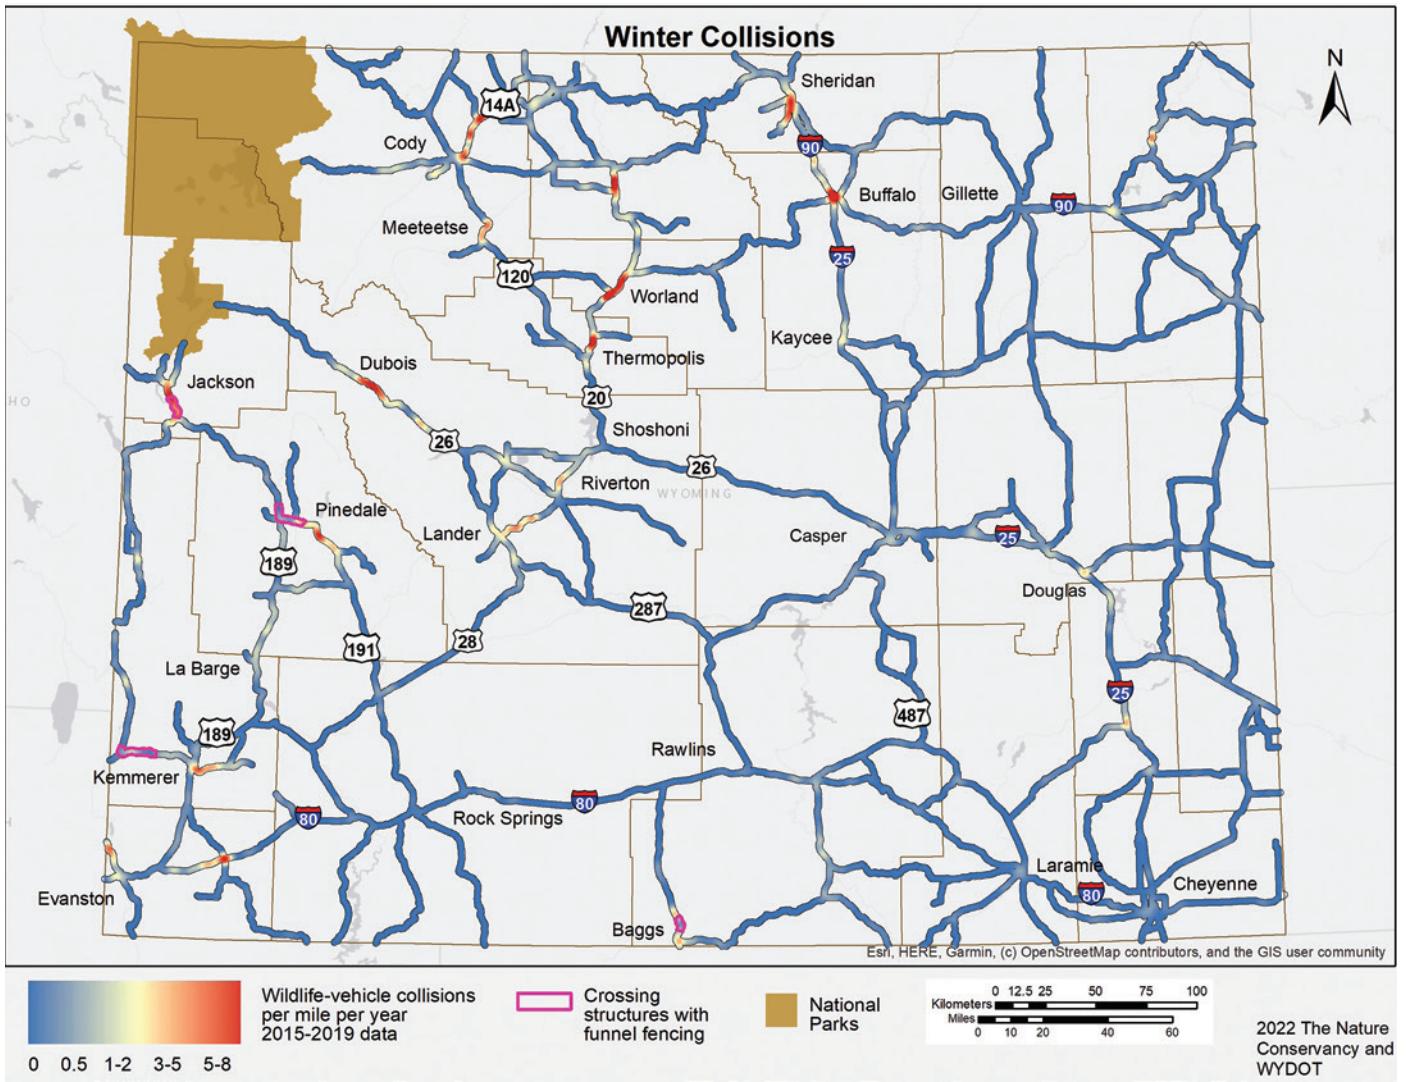 Winter Collisions
N
Sheridan
14A
Cody
90
Buffalo
Gillette
90
Meeteetse
120
25
Worland
Kaycee
Thermopolis
Dubois
Jackson
HO
20
26
Shoshoni
26
Riverton
WYOMING
Pinedale
Lander
Casper
25
189
Douglas
287
28
191
La Barge
25
487
189
Rawlins
Kemmerer
80
80
Rock Springs
Laramie
80
Cheyenne
Evanston
Baggs
Esri, HERE, Garmin, (c) OpenStreetMap contributors, and the GIS user community
0 0.5 1-2 3-5 5-8
Wildlife-vehicle collisions
per mile per year
2015-2019 data
Crossing
structures with
funnel fencing
National
Parks
0 12.5 25 50 75 100
Kilometers
Miles
0 10 20 40 60
2022 The Nature
Conservancy and
WYDOT